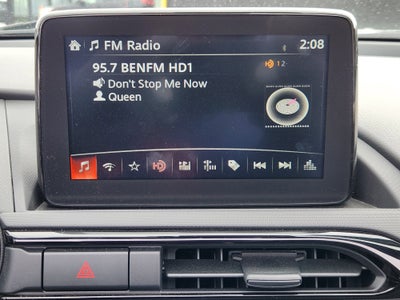 FM Radio 2:08
95.7 BENFM HD1 12
Don't Stop Me Now
Queen